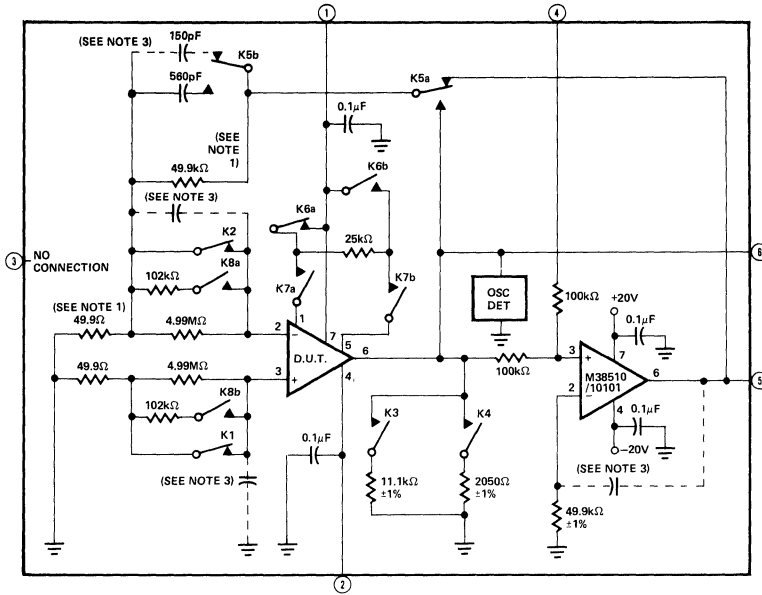 1
4
(SEE NOTE 3)
150pF
K5b
560pF
K5a
0.1μF
(SEE
NOTE
1)
49.9kΩ
K6b
(SEE NOTE 3)
K6a
K2
25kΩ
3
NO
CONNECTION
6
K8a
102kΩ
K7a
K7b
OSC
DET
100kΩ
+20V
(SEE NOTE 1)
49.9Ω
4.99MΩ
0.1μF
2
−
1
7
5
D.U.T.
6
4
3
+
49.9Ω
4.99MΩ
100kΩ
3
+
7
M38510
/10101
6
2
−
4
5
102kΩ
K8b
K3
K4
0.1μF
K1
0.1μF
−20V
(SEE NOTE 3)
(SEE NOTE 3)
11.1kΩ
±1%
2050Ω
±1%
49.9kΩ
±1%
2